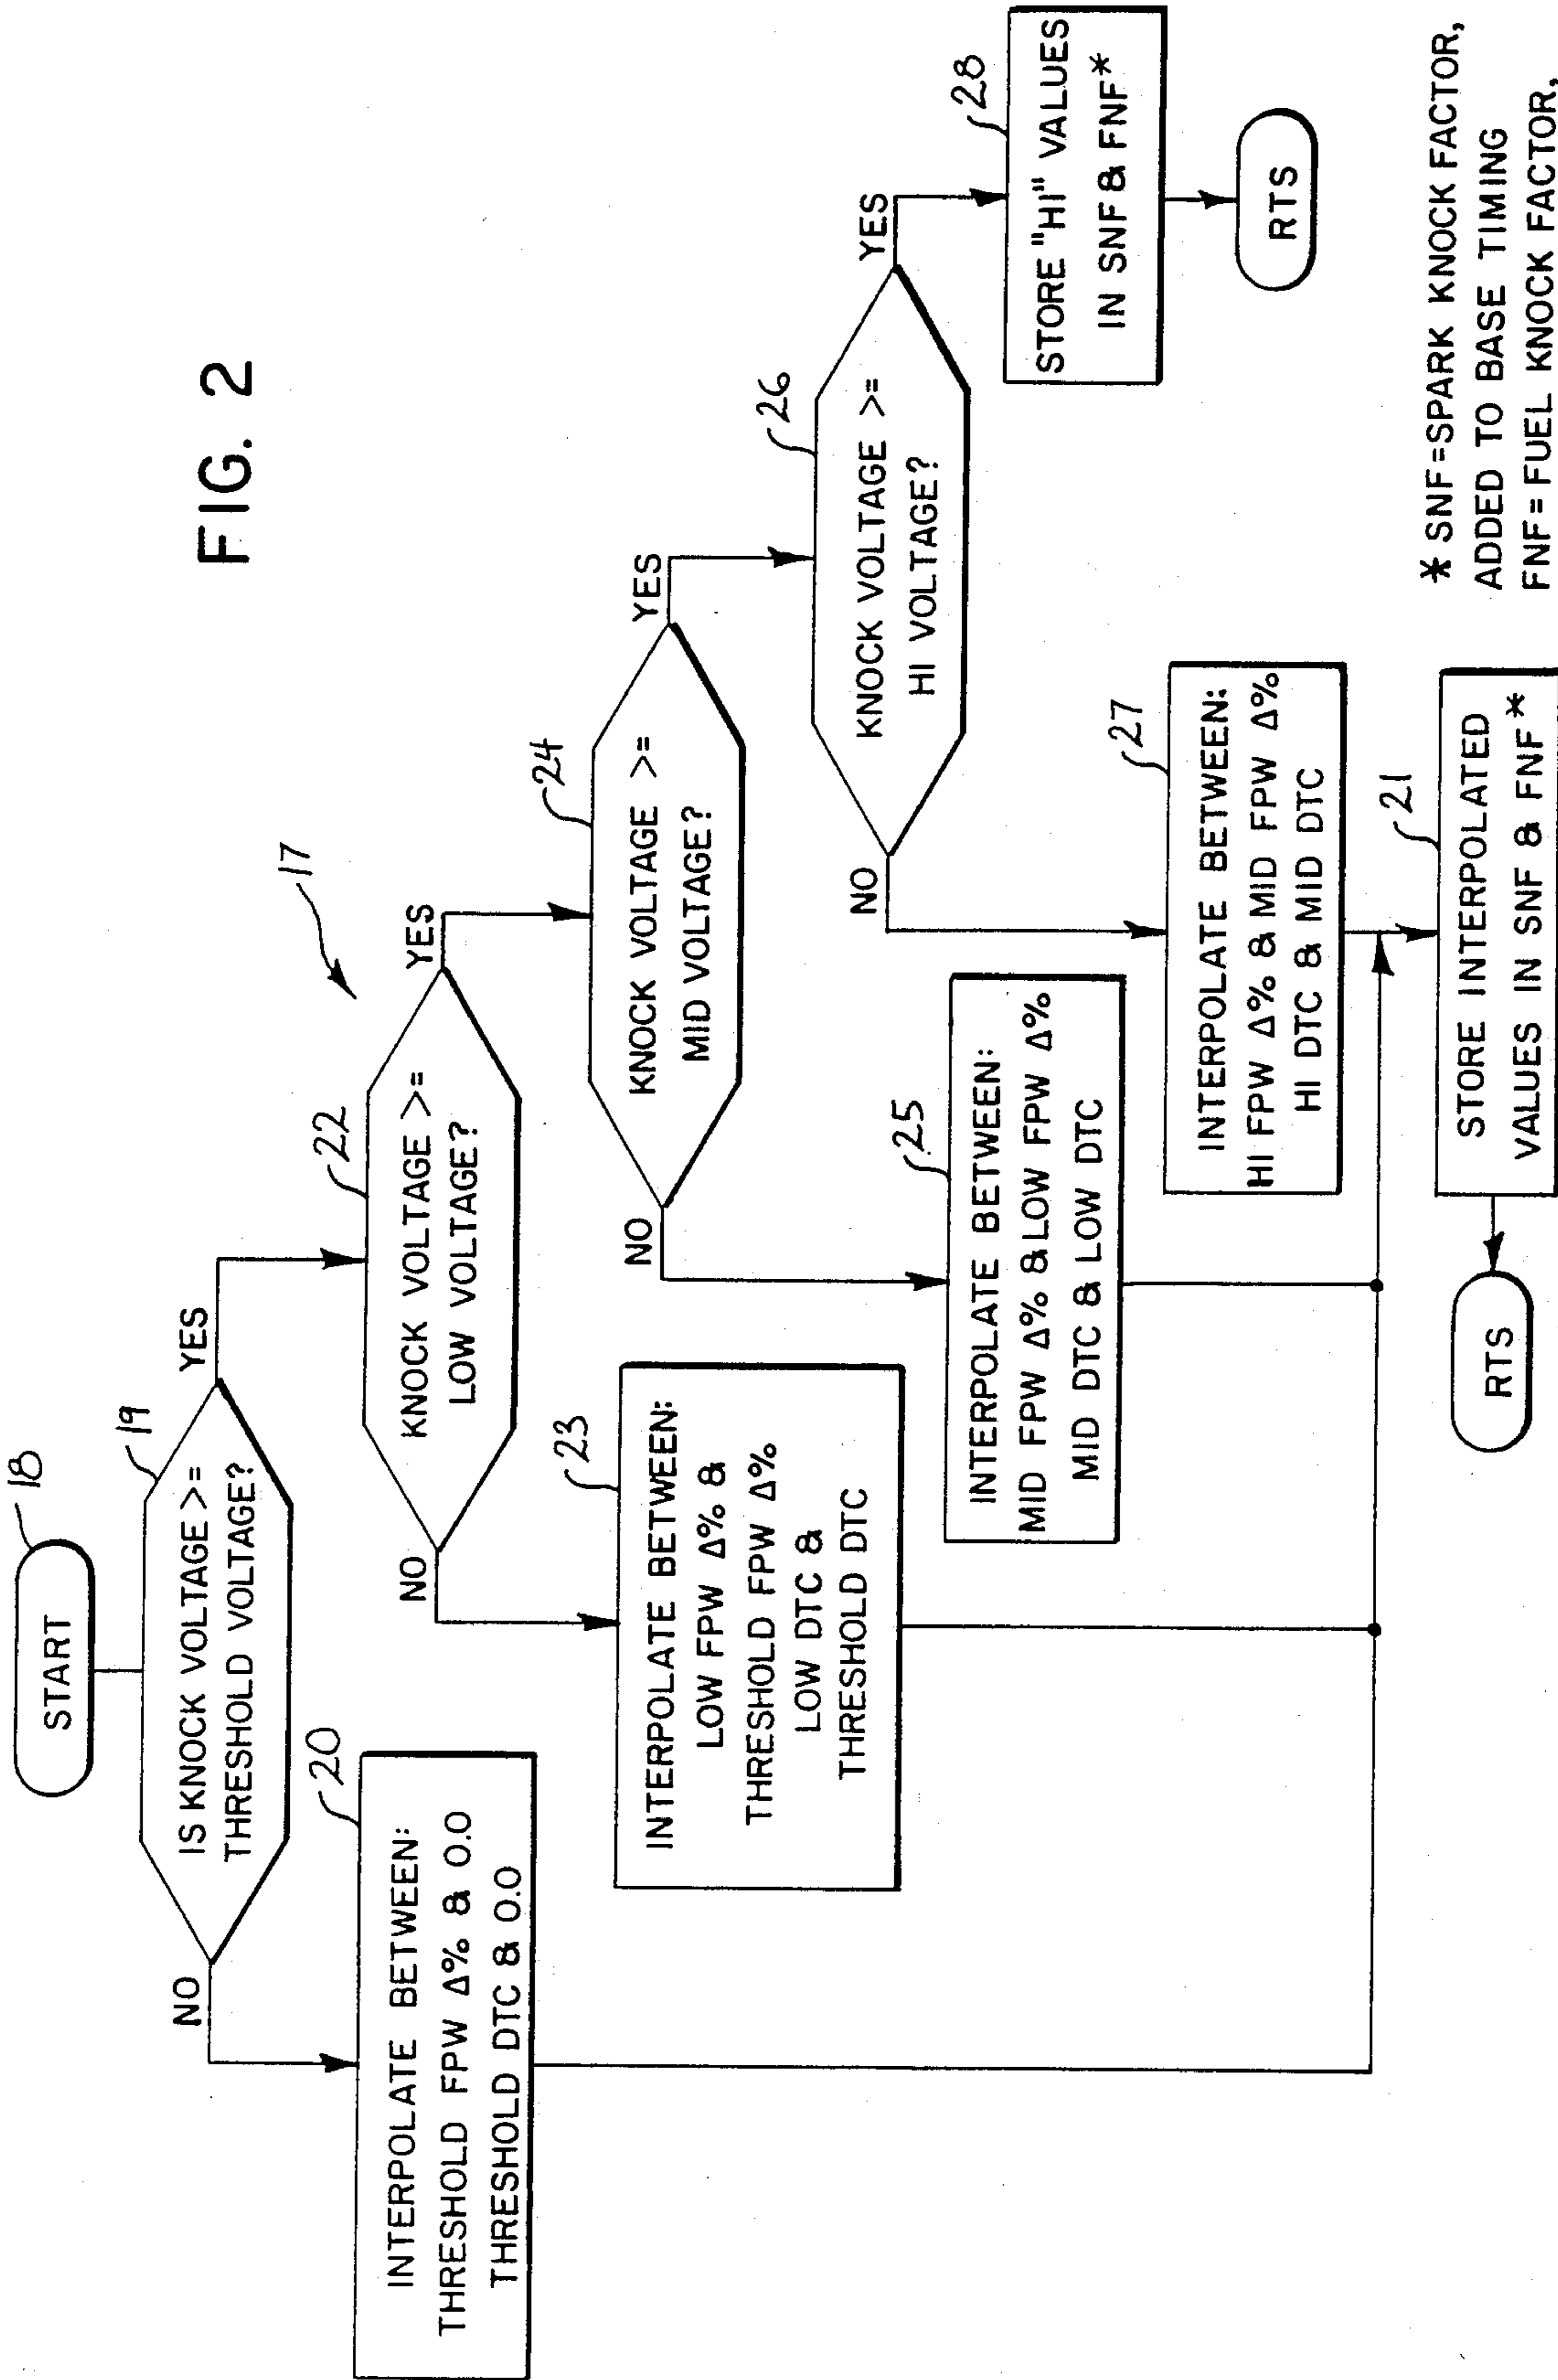 FIG. 2
17
18
START
19
IS KNOCK VOLTAGE >=
THRESHOLD VOLTAGE?
NO
YES
20
INTERPOLATE BETWEEN:
THRESHOLD FPW Δ% & 0.0
THRESHOLD DTC & 0.0
22
KNOCK VOLTAGE >=
LOW VOLTAGE?
NO
YES
23
INTERPOLATE BETWEEN:
LOW FPW Δ% &
THRESHOLD FPW Δ%
LOW DTC &
THRESHOLD DTC
24
KNOCK VOLTAGE >=
MID VOLTAGE?
NO
YES
25
INTERPOLATE BETWEEN:
MID FPW Δ% & LOW FPW Δ%
MID DTC & LOW DTC
26
KNOCK VOLTAGE >=
HI VOLTAGE?
NO
YES
27
INTERPOLATE BETWEEN:
HI FPW Δ% & MID FPW Δ%
HI DTC & MID DTC
28
STORE "HI" VALUES
IN SNF & FNF*
RTS
21
STORE INTERPOLATED
VALUES IN SNF & FNF*
RTS
* SNF=SPARK KNOCK FACTOR,
ADDED TO BASE TIMING
FNF=FUEL KNOCK FACTOR,